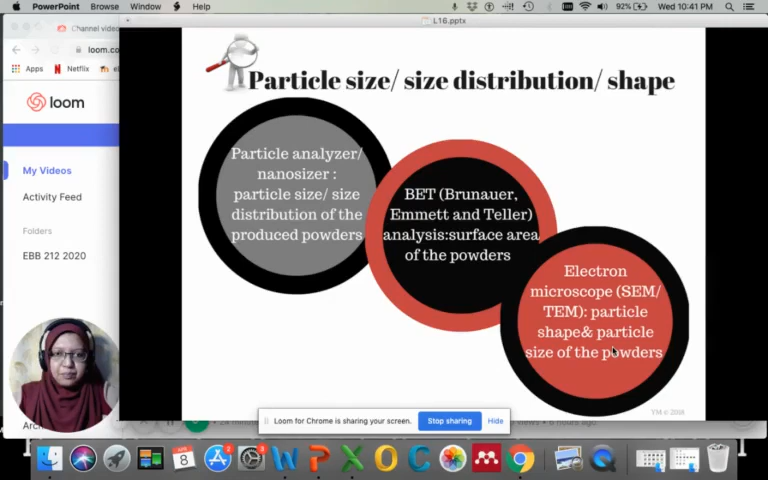 PowerPoint Browse Window Help
92% Wed 10:41 PM
L16.pptx
Channel video
loom.co
Apps Netflix
loom
My Videos
Activity Feed
Folders
EBB 212 2020
Particle size/ size distribution/ shape
Particle analyzer/
nanosizer :
particle size/ size
distribution of the
produced powders
BET (Brunauer,
Emmett and Teller)
analysis:surface area
of the powders
Electron
microscope (SEM/
TEM): particle
shape& particle
size of the powders
YM © 2018
Loom for Chrome is sharing your screen. Stop sharing Hide
APR
8
2